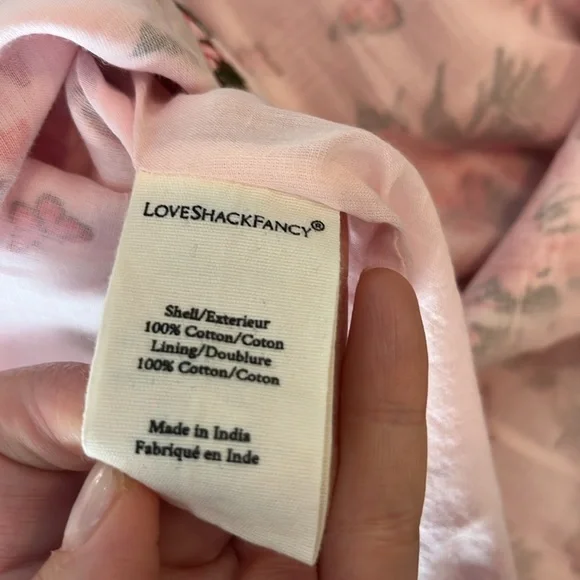 LOVESHACKFANCY®
Shell/Exterieur
100% Cotton/Coton
Lining/Doublure
100% Cotton/Coton
Made in India
Fabriqué en Inde